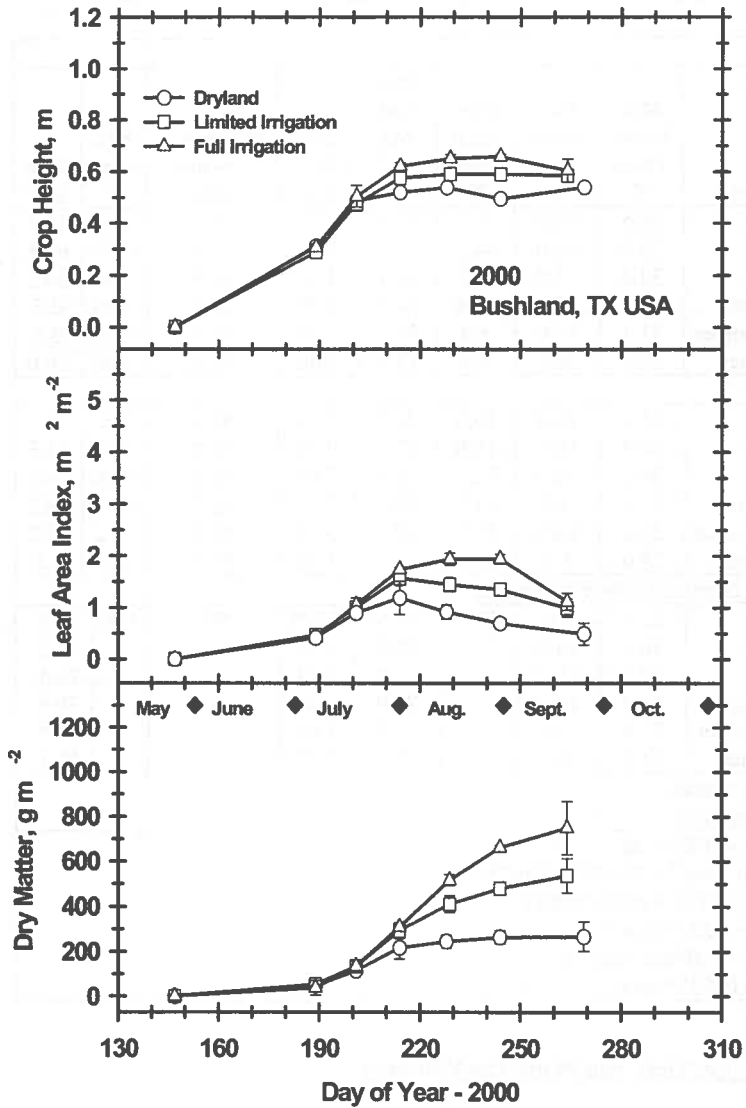 1.2
1.0
0.8
0.6
0.4
0.2
0.0
Crop Height, m
Dryland
Limited Irrigation
Full Irrigation
2000
Bushland, TX USA
5
4
3
2
1
0
Leaf Area Index, m 2 m -2
May June July Aug. Sept. Oct.
1200
1000
800
600
400
200
0
Dry Matter, g m -2
130 190 250 310
Day of Year - 2000